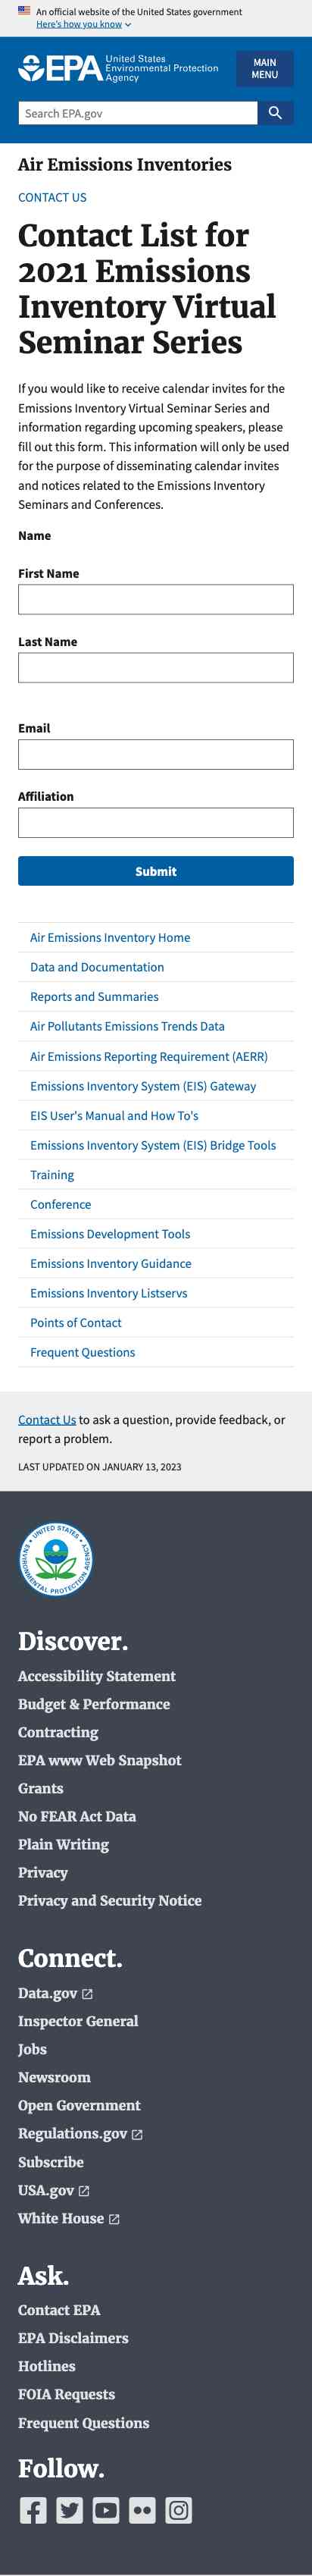 An official website of the United States government
Here's how you know
EPA United States
Environmental Protection
Agency
MAIN
MENU
Search EPA.gov
Air Emissions Inventories
CONTACT US
Contact List for
2021 Emissions
Inventory Virtual
Seminar Series
If you would like to receive calendar invites for the
Emissions Inventory Virtual Seminar Series and
information regarding upcoming speakers, please
fill out this form. This information will only be used
for the purpose of disseminating calendar invites
and notices related to the Emissions Inventory
Seminars and Conferences.
Name
First Name
Last Name
Email
Affiliation
Submit
Air Emissions Inventory Home
Data and Documentation
Reports and Summaries
Air Pollutants Emissions Trends Data
Air Emissions Reporting Requirement (AERR)
Emissions Inventory System (EIS) Gateway
EIS User's Manual and How To's
Emissions Inventory System (EIS) Bridge Tools
Training
Conference
Emissions Development Tools
Emissions Inventory Guidance
Emissions Inventory Listservs
Points of Contact
Frequent Questions
Contact Us to ask a question, provide feedback, or
report a problem.
LAST UPDATED ON JANUARY 13, 2023
UNITED STATES
ENVIRONMENTAL PROTECTION AGENCY
Discover.
Accessibility Statement
Budget & Performance
Contracting
EPA www Web Snapshot
Grants
No FEAR Act Data
Plain Writing
Privacy
Privacy and Security Notice
Connect.
Data.gov
Inspector General
Jobs
Newsroom
Open Government
Regulations.gov
Subscribe
USA.gov
White House
Ask.
Contact EPA
EPA Disclaimers
Hotlines
FOIA Requests
Frequent Questions
Follow.